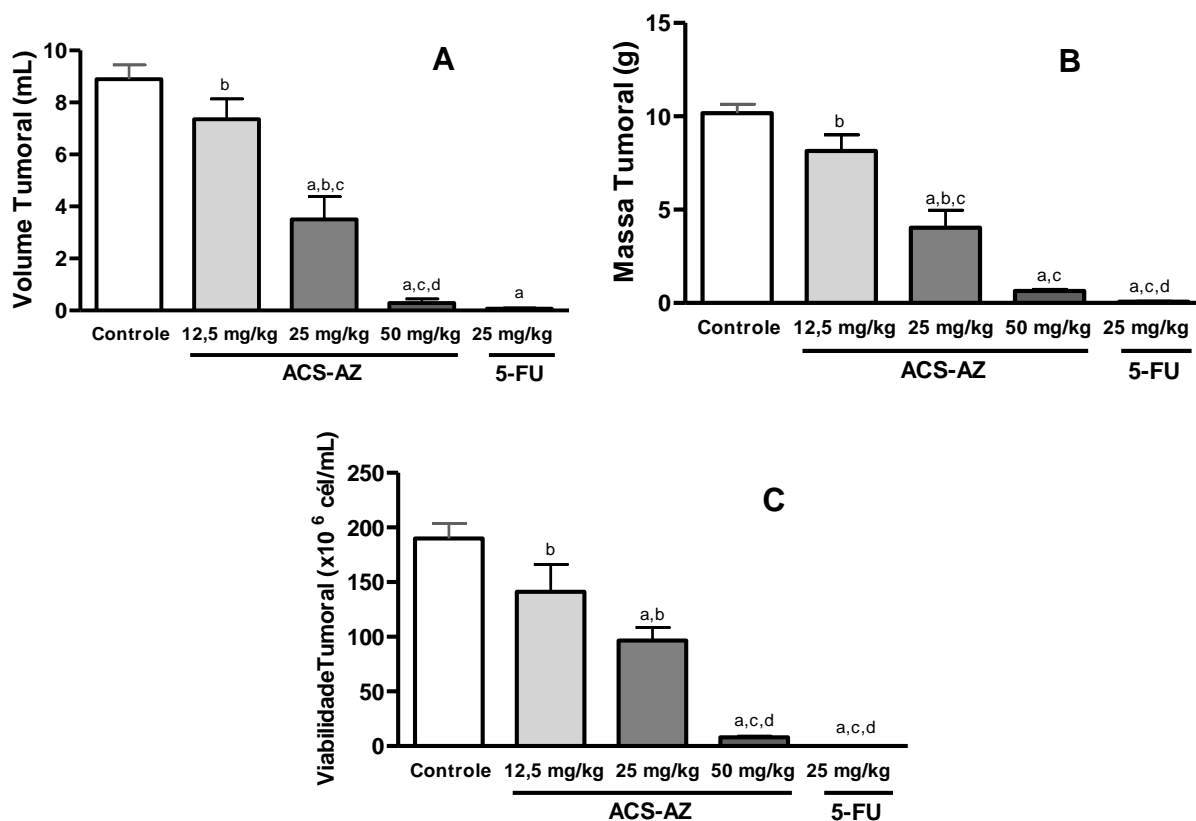 A
Volume Tumoral (mL)
10
8
6
4
2
0
b
a,b,c
a,c,d
a
Controle 12,5 mg/kg 25 mg/kg 50 mg/kg 25 mg/kg
ACS-AZ 5-FU
B
Massa Tumoral (g)
15
10
5
0
b
a,b,c
a,c
a,c,d
Controle 12,5 mg/kg 25 mg/kg 50 mg/kg 25 mg/kg
ACS-AZ 5-FU
C
ViabilidadeTumoral (x10⁶ cél/mL)
250
200
150
100
50
0
b
a,b
a,c,d
a,c,d
Controle 12,5 mg/kg 25 mg/kg 50 mg/kg 25 mg/kg
ACS-AZ 5-FU